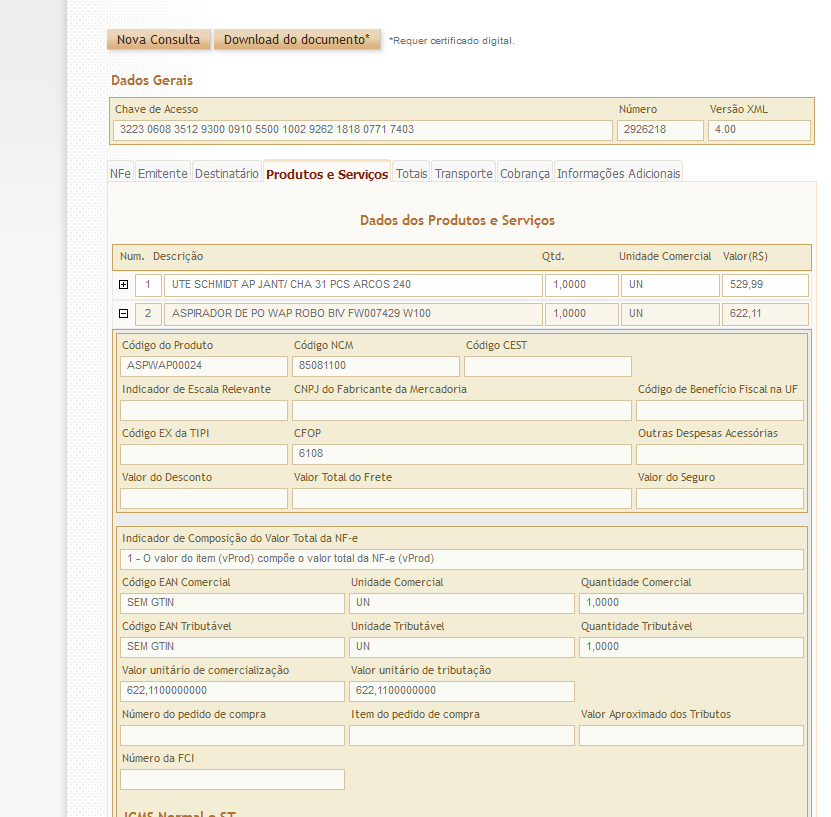 Nova Consulta Download do documento* *Requer certificado digital.
Dados Gerais
Chave de Acesso Número Versão XML
3223 0608 3512 9300 0910 5500 1002 9262 1818 0771 7403 2926218 4.00
NFe Emitente Destinatário Produtos e Serviços Totais Transporte Cobrança Informações Adicionais
Dados dos Produtos e Serviços
Num. Descrição Qtd. Unidade Comercial Valor(R$)
1 UTE SCHMIDT AP JANT/ CHA 31 PCS ARCOS 240 1,0000 UN 529,99
2 ASPIRADOR DE PO WAP ROBO BIV FW007429 W100 1,0000 UN 622,11
Código do Produto Código NCM Código CEST
ASPWAP00024 85081100
Indicador de Escala Relevante CNPJ do Fabricante da Mercadoria Código de Benefício Fiscal na UF
Código EX da TIPI CFOP Outras Despesas Acessórias
6108
Valor do Desconto Valor Total do Frete Valor do Seguro
Indicador de Composição do Valor Total da NF-e
1 - O valor do item (vProd) compõe o valor total da NF-e (vProd)
Código EAN Comercial Unidade Comercial Quantidade Comercial
SEM GTIN UN 1,0000
Código EAN Tributável Unidade Tributável Quantidade Tributável
SEM GTIN UN 1,0000
Valor unitário de comercialização Valor unitário de tributação
622,1100000000 622,1100000000
Número do pedido de compra Item do pedido de compra Valor Aproximado dos Tributos
Número da FCI
ICMS Normal e ST